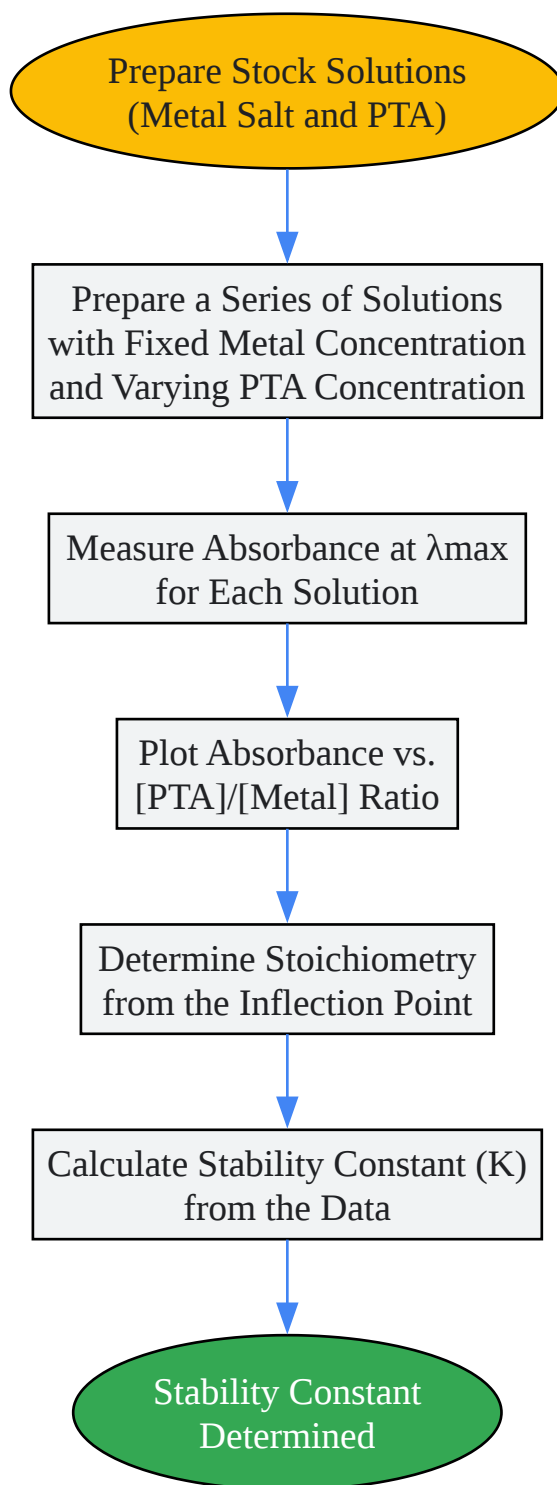 Prepare Stock Solutions
(Metal Salt and PTA)
Prepare a Series of Solutions
with Fixed Metal Concentration
and Varying PTA Concentration
Measure Absorbance at λmax
for Each Solution
Plot Absorbance vs.
[PTA]/[Metal] Ratio
Determine Stoichiometry
from the Inflection Point
Calculate Stability Constant (K)
from the Data
Stability Constant
Determined